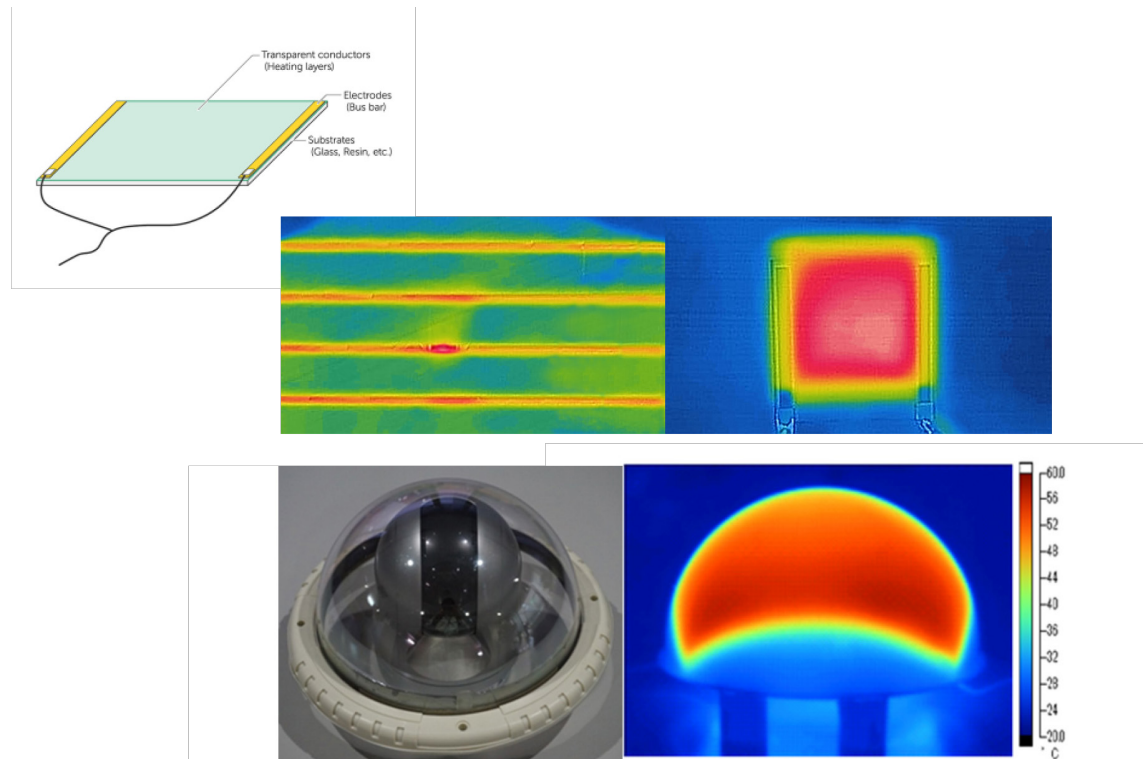 Transparent conductors
(Heating layers)
Electrodes
(Bus bar)
Substrates
(Glass, Resin, etc.)
60.0
56
52
48
44
40
36
32
28
24
20.0
° C